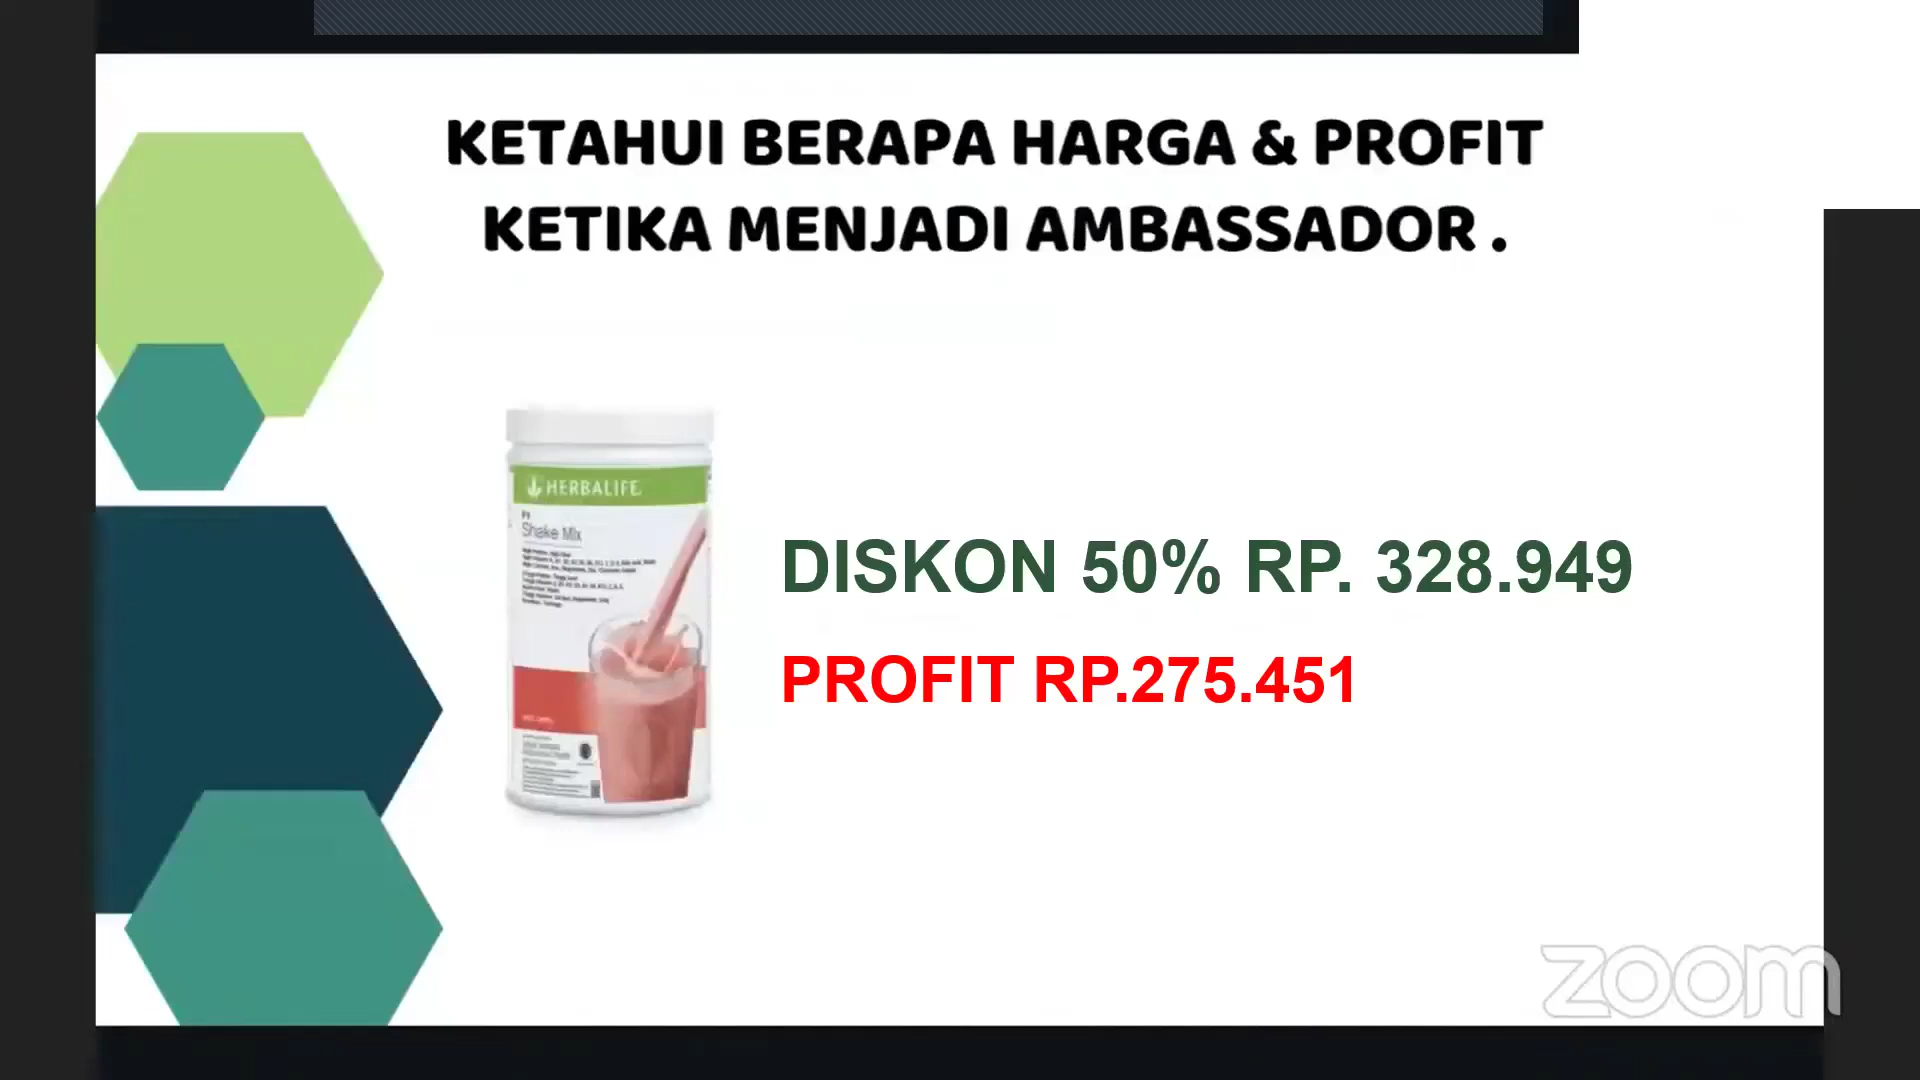 KETAHUI BERAPA HARGA & PROFIT
KETIKA MENJADI AMBASSADOR .
HERBALIFE
F1
Shake Mix
DISKON 50% RP. 328.949
PROFIT RP.275.451
zoom